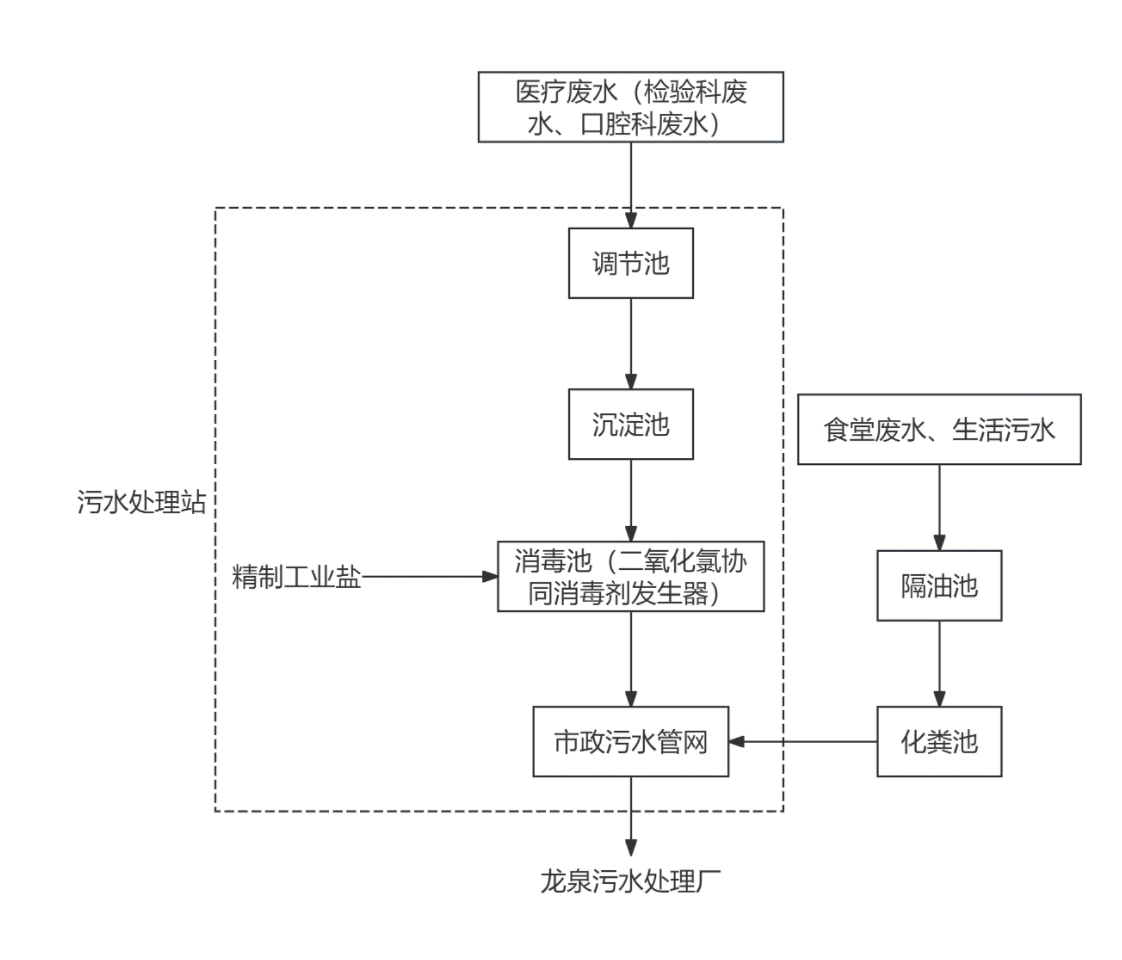 医疗废水（检验科废
水、口腔科废水）
调节池
沉淀池
食堂废水、生活污水
污水处理站
精制工业盐
消毒池（二氧化氯协
同消毒剂发生器）
隔油池
市政污水管网
化粪池
龙泉污水处理厂